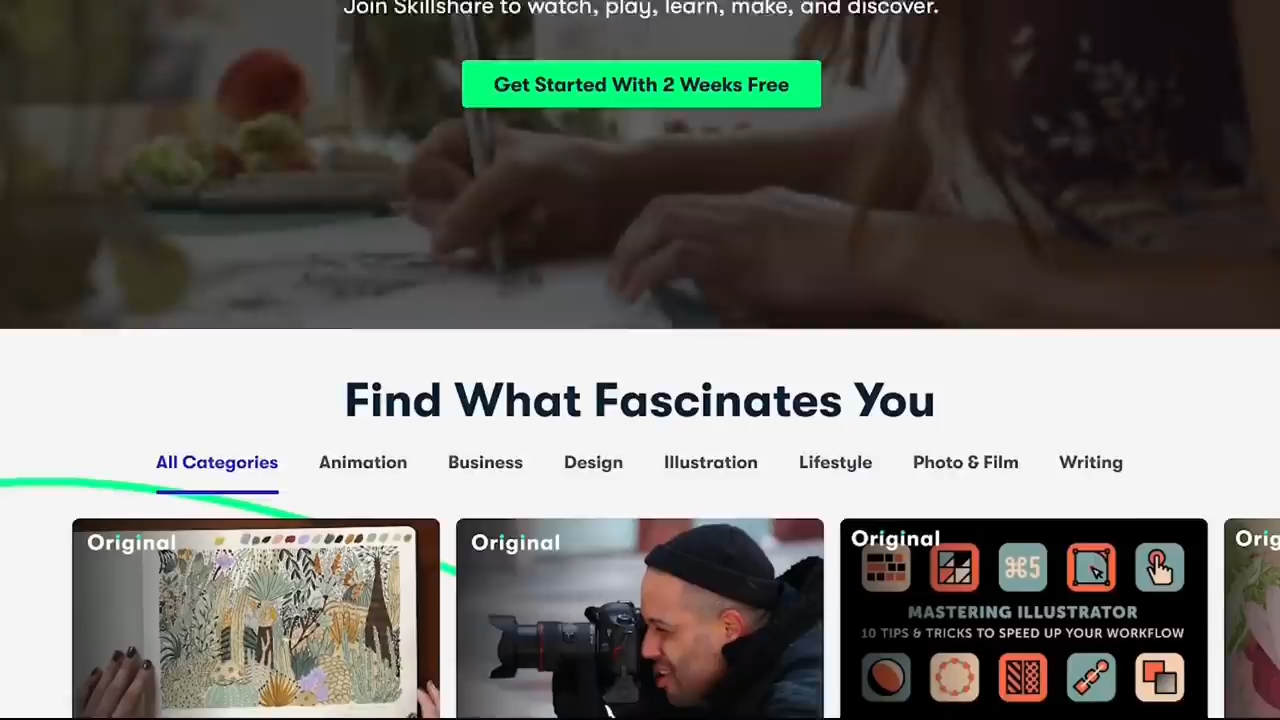 Join Skillshare to watch, play, learn, make, and discover.
Get Started With 2 Weeks Free
Find What Fascinates You
All Categories Animation Business Design Illustration Lifestyle Photo & Film Writing
Original Original Original Orig
⌘5
MASTERING ILLUSTRATOR
10 TIPS & TRICKS TO SPEED UP YOUR WORKFLOW